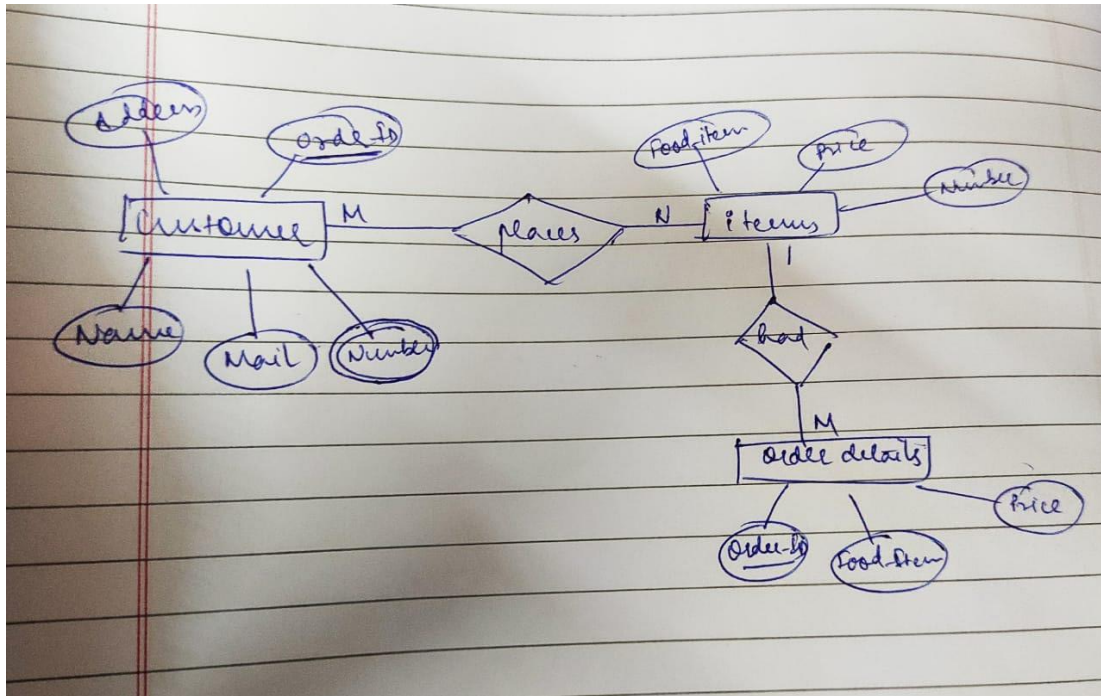 Address
Order-ID
Food-item
Price
Number
Customer
M
places
N
items
1
Name
Mail
Number
had
M
Order details
Price
Order-ID
Food-Item